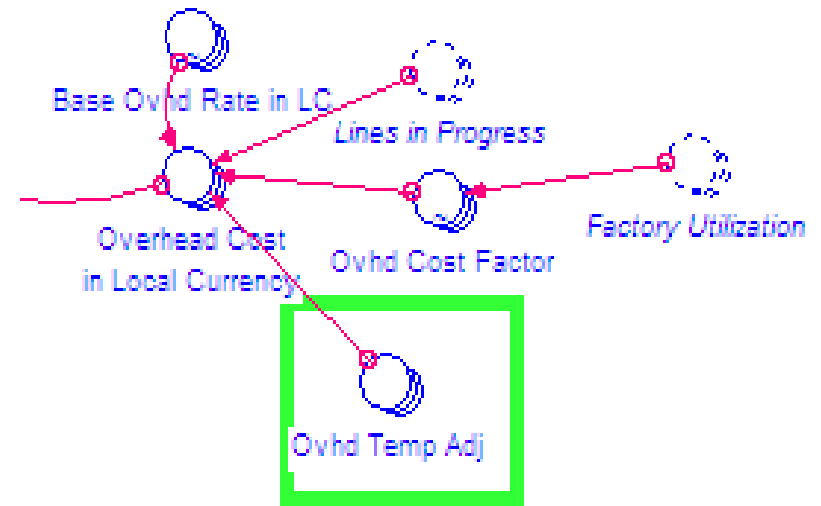 Base Ovhd Rate in LC
Lines in Progress
Factory Utilization
Overhead Cost
in Local Currency
Ovhd Cost Factor
Ovhd Temp Adj